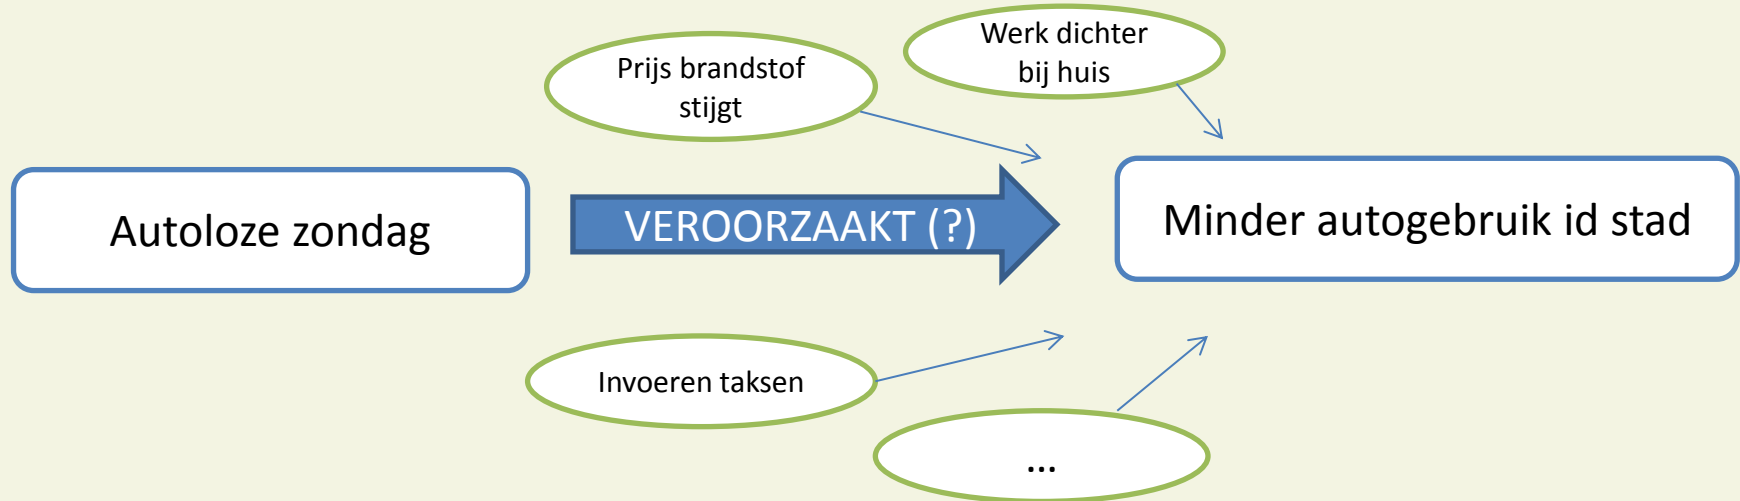 Werk dichter
bij huis
Prijs brandstof
stijgt
Autoloze zondag
VEROORZAAKT (?)
Minder autogebruik id stad
Invoeren taksen
...